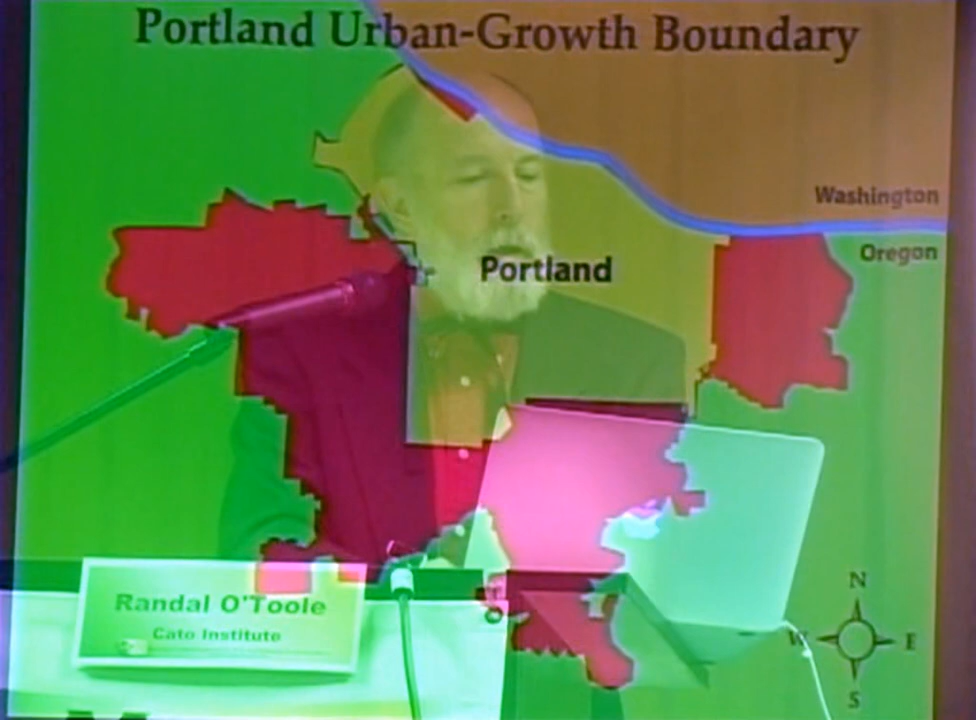 Portland Urban-Growth Boundary
Washington
Oregon
Portland
N
W E
S
Randal O'Toole
Cato Institute